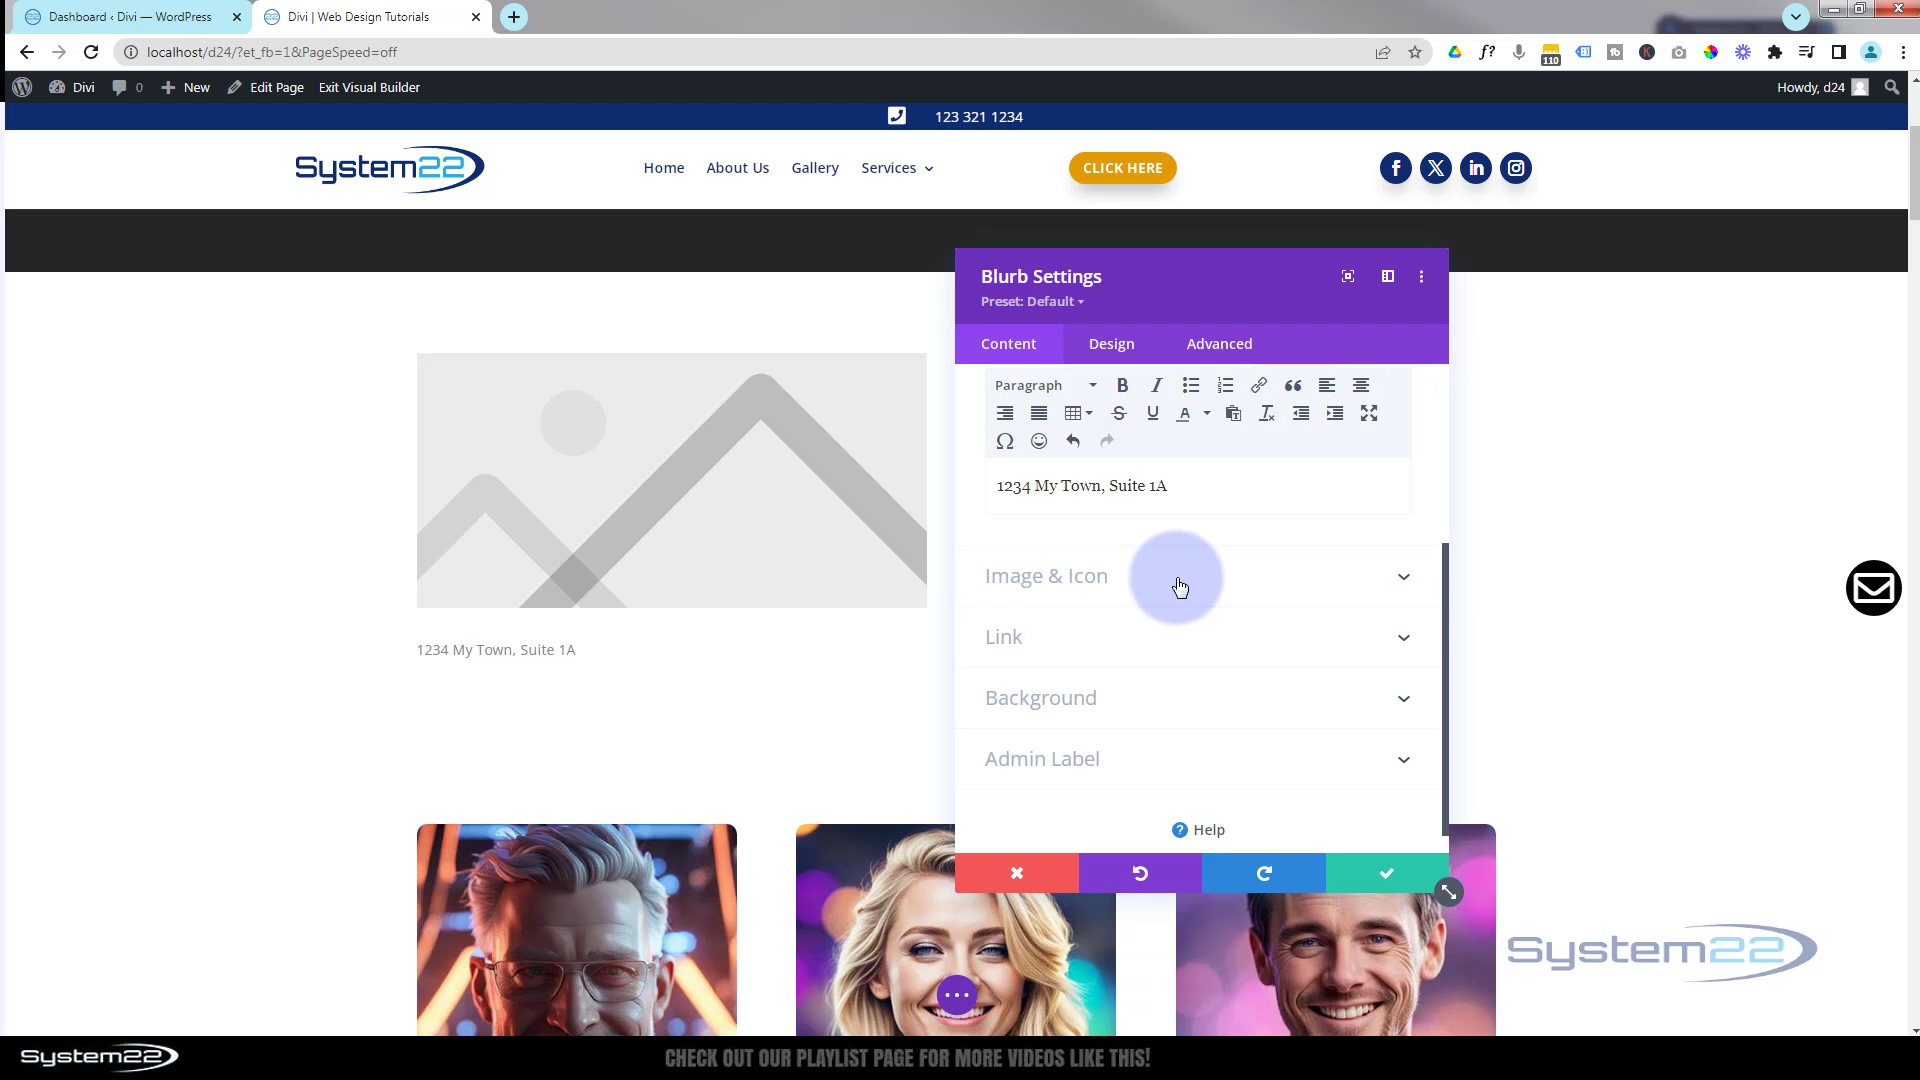 Dashboard ‹ Divi — WordPress
Divi | Web Design Tutorials
localhost/d24/?et_fb=1&PageSpeed=off
110
Divi
0
New
Edit Page
Exit Visual Builder
Howdy, d24
123 321 1234
System22
Home
About Us
Gallery
Services
CLICK HERE
Blurb Settings
Preset: Default
Content
Design
Advanced
Paragraph
1234 My Town, Suite 1A
Image & Icon
Link
Background
Admin Label
Help
1234 My Town, Suite 1A
System22
System22
CHECK OUT OUR PLAYLIST PAGE FOR MORE VIDEOS LIKE THIS!